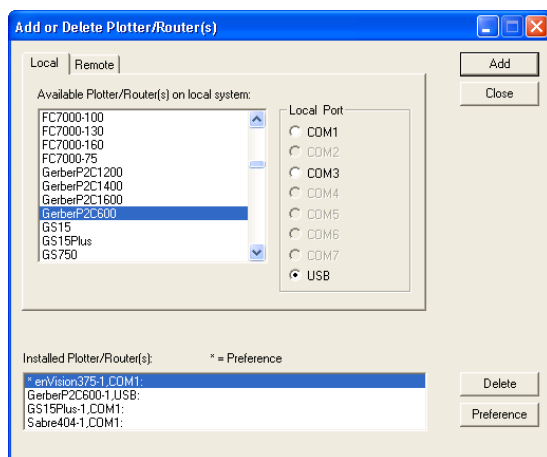 Add or Delete Plotter/Router(s)
Local
Remote
Add
Close
Available Plotter/Router(s) on local system:
FC7000-100
FC7000-130
FC7000-160
FC7000-75
GerberP2C1200
GerberP2C1400
GerberP2C1600
GerberP2C600
GS15
GS15Plus
GS750
Local Port
COM1
COM2
COM3
COM4
COM5
COM6
COM7
USB
Installed Plotter/Router(s): * = Preference
* enVision375-1,COM1:
GerberP2C600-1,USB:
GS15Plus-1,COM1:
Sabre404-1,COM1:
Delete
Preference